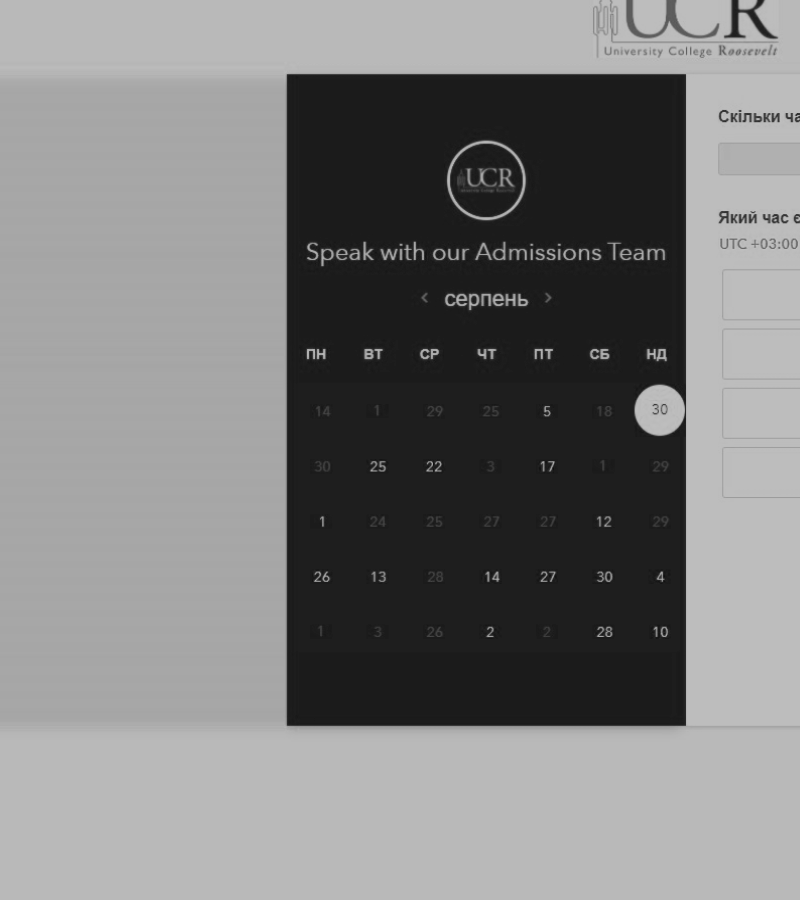 UCR
University College Roosevelt
UCR
Speak with our Admissions Team
< серпень >
ПН ВТ СР ЧТ ПТ СБ НД
14 1 29 25 5 18 30
30 25 22 3 17 1 29
1 24 25 27 27 12 29
26 13 28 14 27 30 4
1 3 26 2 2 28 10
Скільки ча
Який час є
UTC +03:00